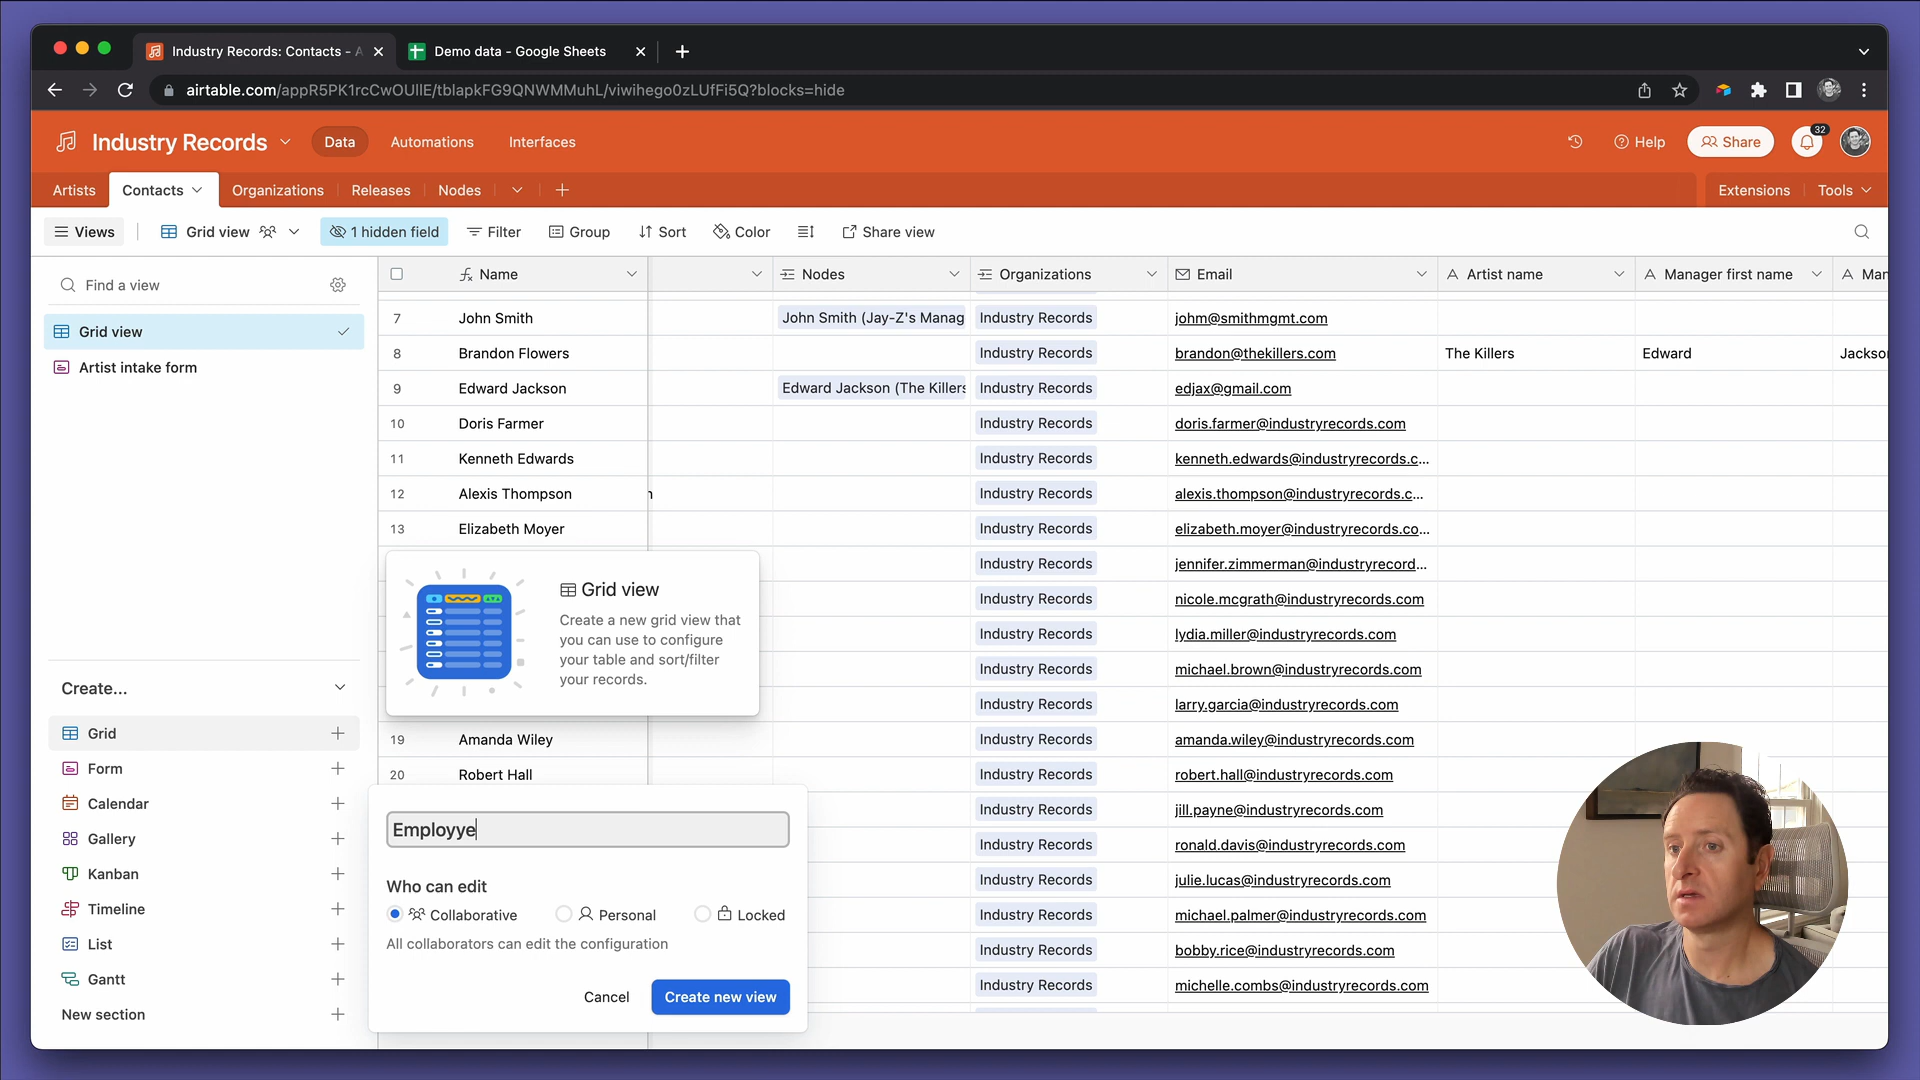 Industry Records: Contacts - A
Demo data - Google Sheets
airtable.com/appR5PK1rcCwOUIlE/tblapkFG9QNWMMuhL/viwihego0zLUfFi5Q?blocks=hide
Industry Records
Data
Automations
Interfaces
Help
Share
32
Artists
Contacts
Organizations
Releases
Nodes
Extensions
Tools
Views
Grid view
1 hidden field
Filter
Group
Sort
Color
Share view
Find a view
Grid view
Artist intake form
Create...
Grid
Form
Calendar
Gallery
Kanban
Timeline
List
Gantt
New section
Name
Nodes
Organizations
Email
Artist name
Manager first name
Man
7 John Smith John Smith (Jay-Z's Manag Industry Records johm@smithmgmt.com
8 Brandon Flowers Industry Records brandon@thekillers.com The Killers Edward Jackson
9 Edward Jackson Edward Jackson (The Killers Industry Records edjax@gmail.com
10 Doris Farmer Industry Records doris.farmer@industryrecords.com
11 Kenneth Edwards Industry Records kenneth.edwards@industryrecords.c...
12 Alexis Thompson n Industry Records alexis.thompson@industryrecords.c...
13 Elizabeth Moyer Industry Records elizabeth.moyer@industryrecords.co...
Industry Records jennifer.zimmerman@industryrecord...
Industry Records nicole.mcgrath@industryrecords.com
Industry Records lydia.miller@industryrecords.com
Industry Records michael.brown@industryrecords.com
Industry Records larry.garcia@industryrecords.com
19 Amanda Wiley Industry Records amanda.wiley@industryrecords.com
20 Robert Hall Industry Records robert.hall@industryrecords.com
Industry Records jill.payne@industryrecords.com
Industry Records ronald.davis@industryrecords.com
Industry Records julie.lucas@industryrecords.com
Industry Records michael.palmer@industryrecords.com
Industry Records bobby.rice@industryrecords.com
Industry Records michelle.combs@industryrecords.com
Grid view
Create a new grid view that
you can use to configure
your table and sort/filter
your records.
Employye
Who can edit
Collaborative
Personal
Locked
All collaborators can edit the configuration
Cancel
Create new view